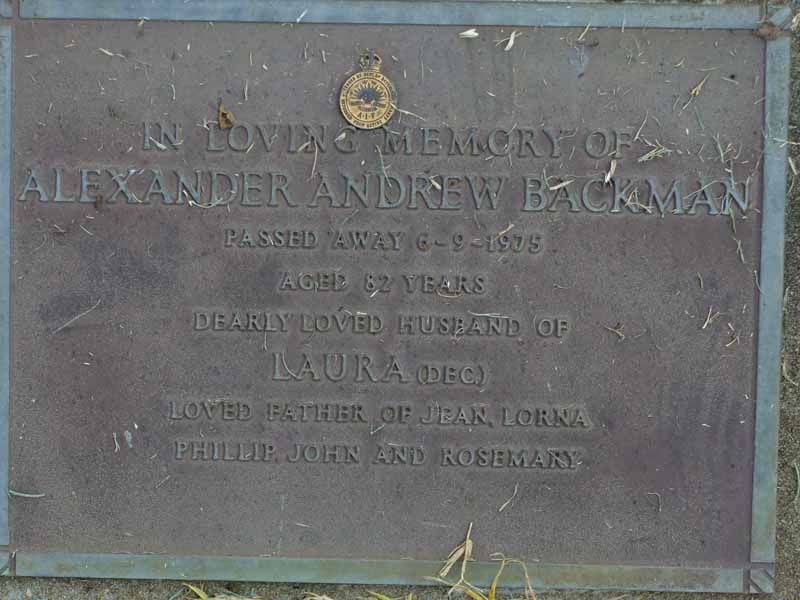 IN LOVING MEMORY OF
ALEXANDER ANDREW BACKMAN
PASSED AWAY 6-9-1975
AGED 82 YEARS
DEARLY LOVED HUSBAND OF
LAURA (DEC)
LOVED FATHER OF JEAN, LORNA
PHILLIP, JOHN AND ROSEMARY